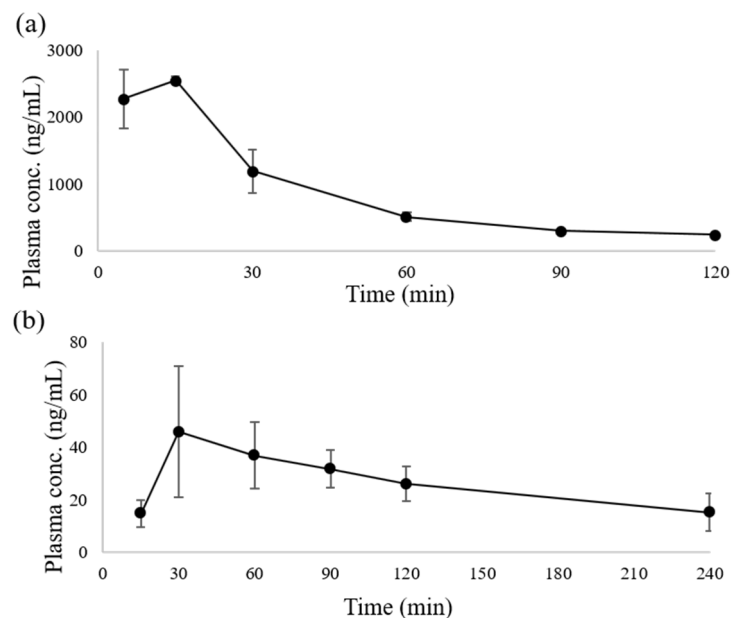 (a)
Plasma conc. (ng/mL)
3000
2000
1000
0
0 30 60 90 120
Time (min)
(b)
Plasma conc. (ng/mL)
80
60
40
20
0
0 30 60 90 120 150 180 210 240
Time (min)